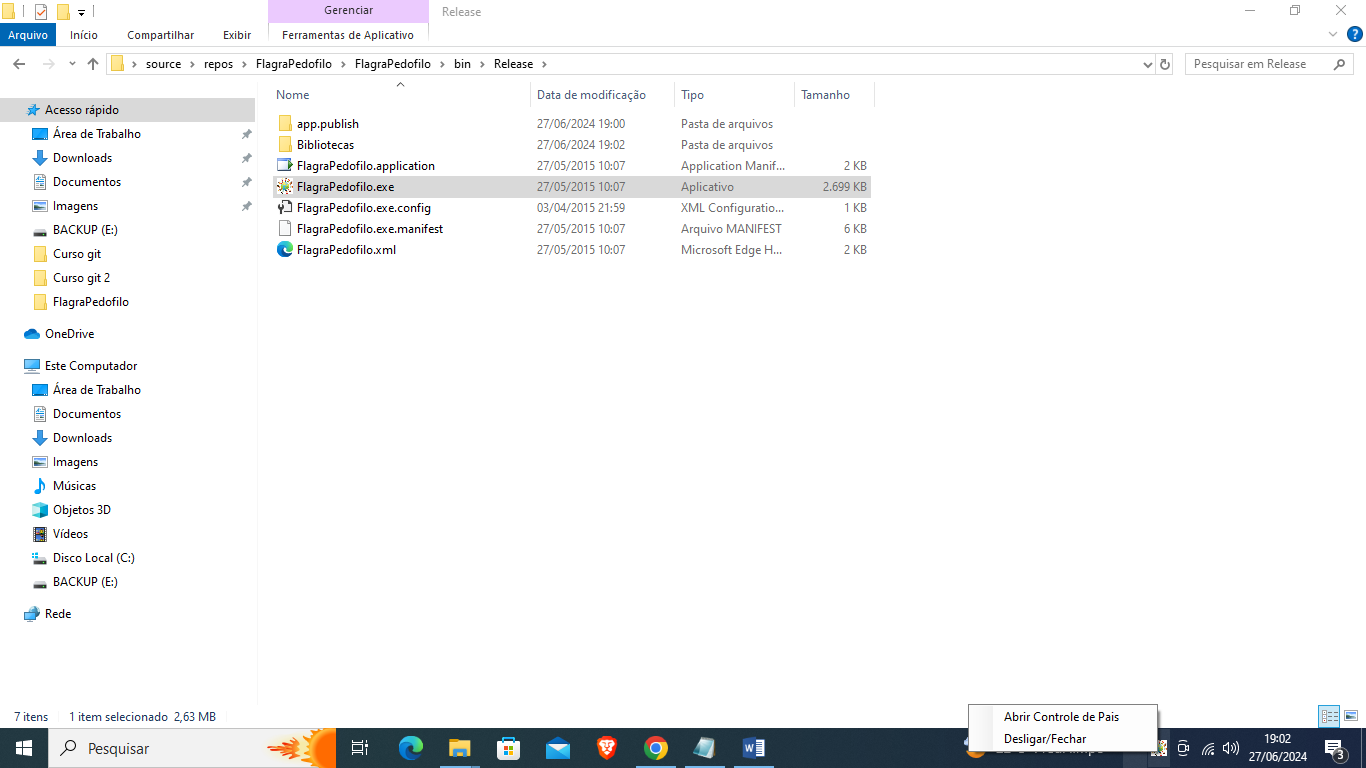 Gerenciar
Release
Arquivo
Início
Compartilhar
Exibir
Ferramentas de Aplicativo
source
repos
FlagraPedofilo
FlagraPedofilo
bin
Release
Pesquisar em Release
Nome
Data de modificação
Tipo
Tamanho
app.publish 27/06/2024 19:00 Pasta de arquivos
Bibliotecas 27/06/2024 19:02 Pasta de arquivos
FlagraPedofilo.application 27/05/2015 10:07 Application Manif... 2 KB
FlagraPedofilo.exe 27/05/2015 10:07 Aplicativo 2.699 KB
FlagraPedofilo.exe.config 03/04/2015 21:59 XML Configuratio... 1 KB
FlagraPedofilo.exe.manifest 27/05/2015 10:07 Arquivo MANIFEST 6 KB
FlagraPedofilo.xml 27/05/2015 10:07 Microsoft Edge H... 2 KB
Acesso rápido
Área de Trabalho
Downloads
Documentos
Imagens
BACKUP (E:)
Curso git
Curso git 2
FlagraPedofilo
OneDrive
Este Computador
Área de Trabalho
Documentos
Downloads
Imagens
Músicas
Objetos 3D
Vídeos
Disco Local (C:)
BACKUP (E:)
Rede
7 itens
1 item selecionado 2,63 MB
Abrir Controle de Pais
Desligar/Fechar
Pesquisar
19:02
27/06/2024
3